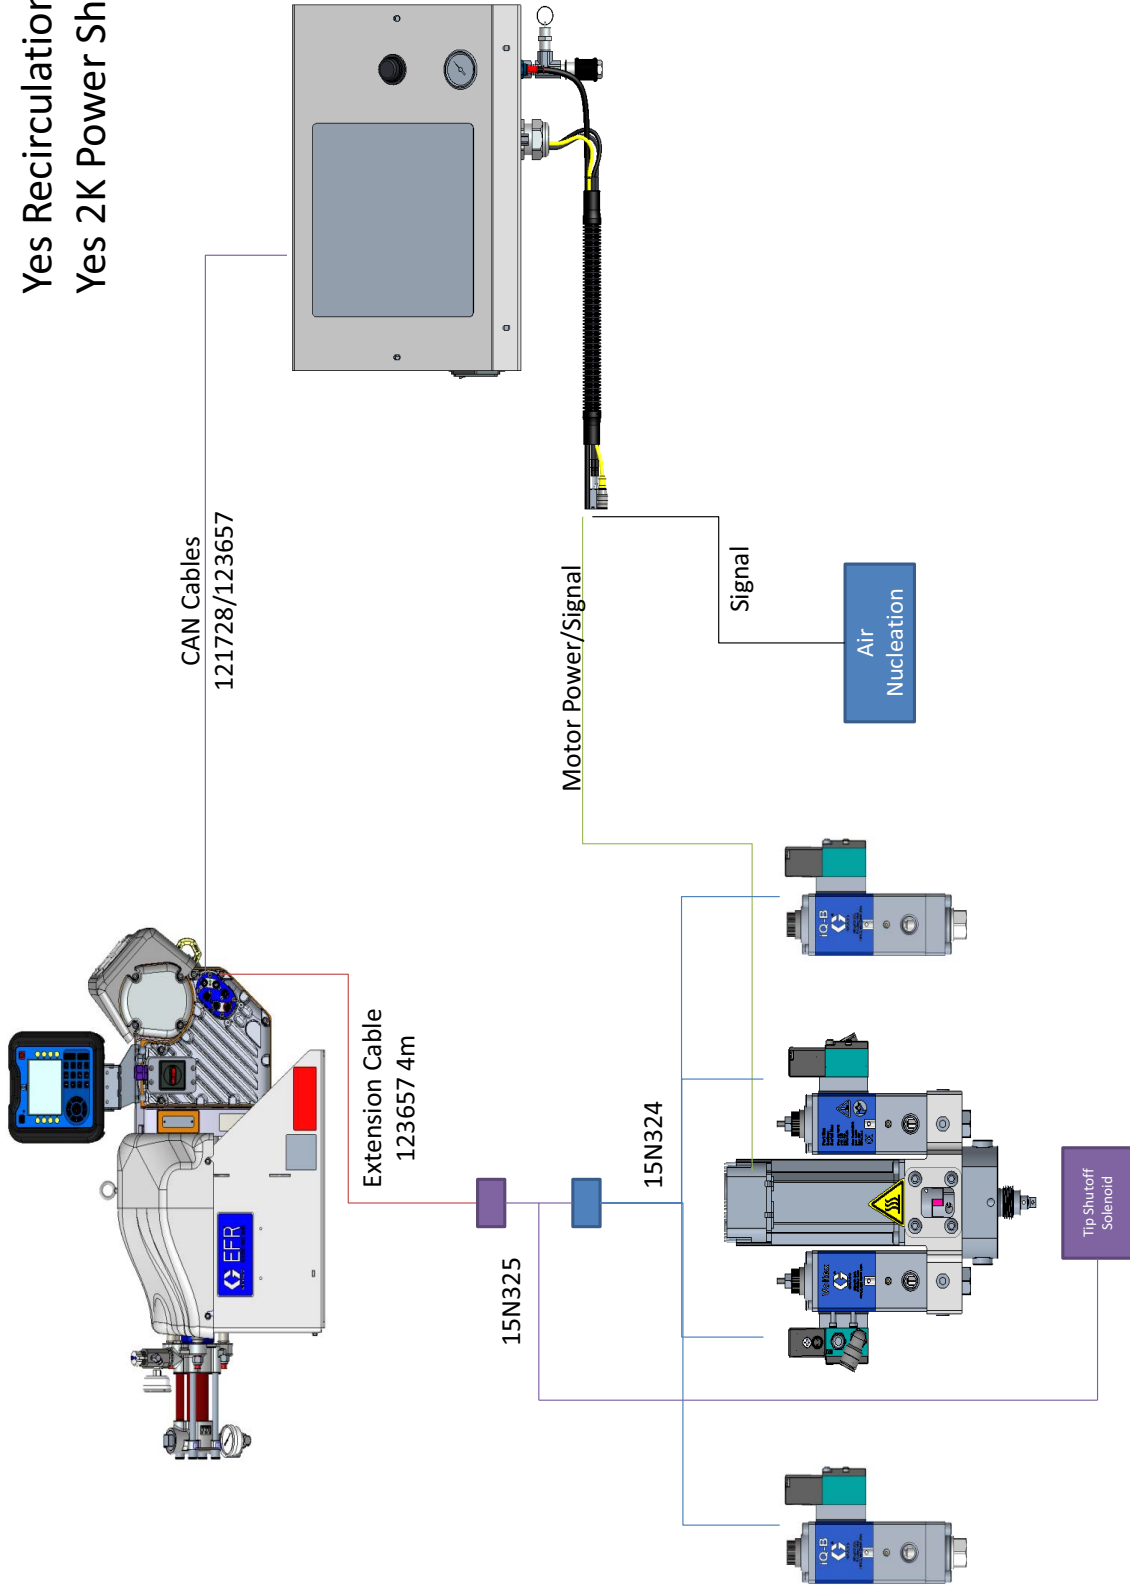 Yes Recirculation
Yes 2K Power Sh
CAN Cables
121728/123657
EFR
Extension Cable
123657 4m
Motor Power/Signal
Signal
Air
Nucleation
15N325
15N324
iQ-B
iQ-B
Tip Shutoff
Solenoid